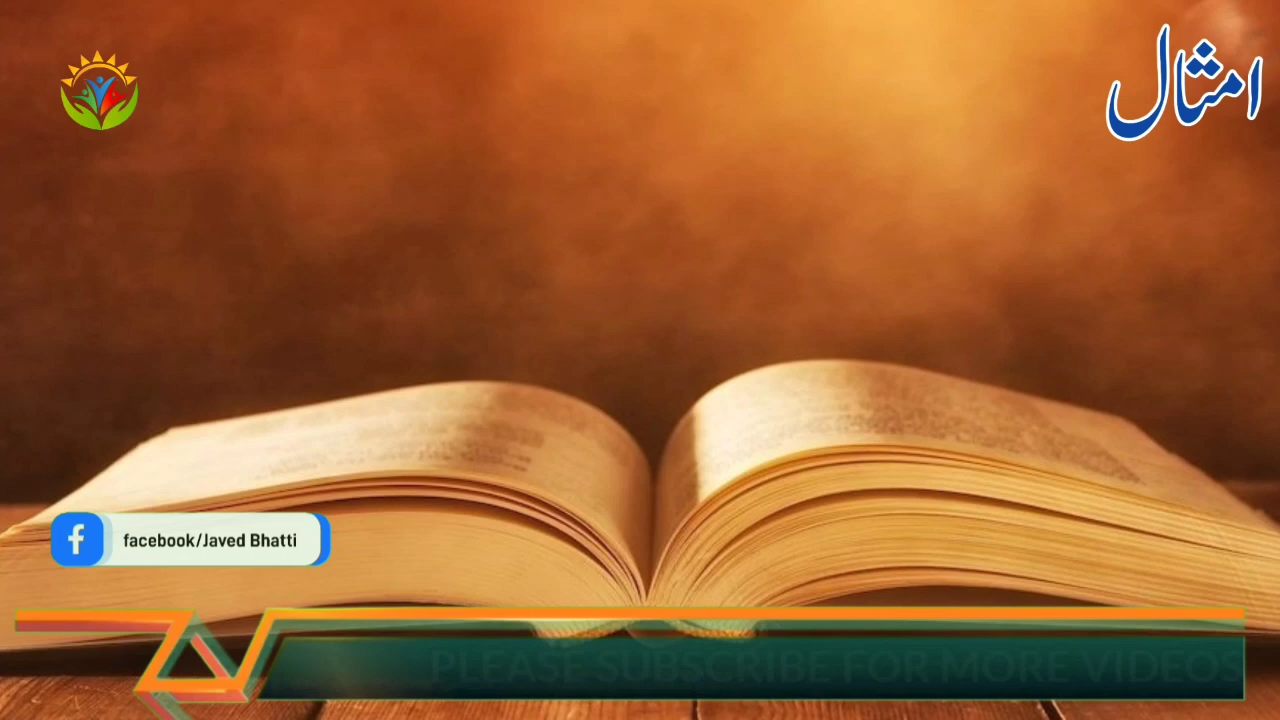 امثال
facebook/Javed Bhatti
PLEASE SUBSCRIBE FOR MORE VIDEOS